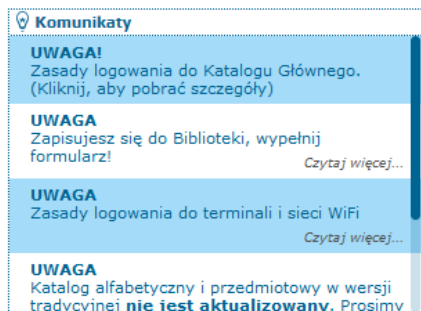 Komunikaty
UWAGA!
Zasady logowania do Katalogu Głównego.
(Kliknij, aby pobrać szczegóły)
UWAGA
Zapisujesz się do Biblioteki, wypełnij
formularz!
Czytaj więcej...
UWAGA
Zasady logowania do terminali i sieci WiFi
Czytaj więcej...
UWAGA
Katalog alfabetyczny i przedmiotowy w wersji
tradycyjnej nie jest aktualizowany. Prosimy